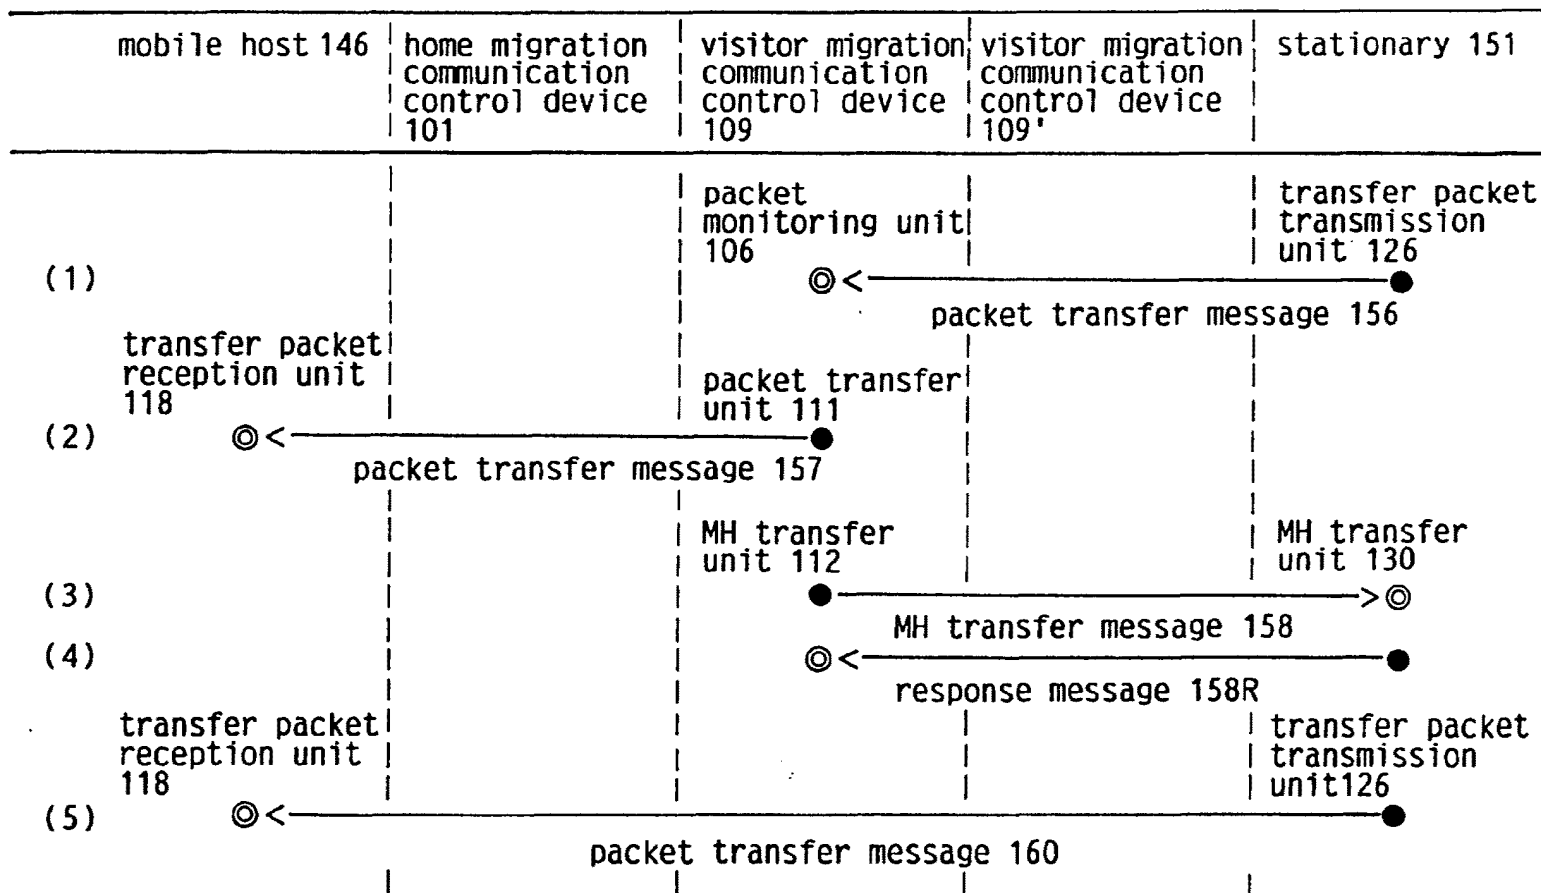 mobile host 146
home migration
communication
control device
101
visitor migration
communication
control device
109
visitor migration
communication
control device
109'
stationary 151
packet
monitoring unit
106
transfer packet
transmission
unit 126
(1)
packet transfer message 156
transfer packet
reception unit
118
packet transfer
unit 111
(2)
packet transfer message 157
MH transfer
unit 112
MH transfer
unit 130
(3)
MH transfer message 158
(4)
response message 158R
transfer packet
reception unit
118
transfer packet
transmission
unit126
(5)
packet transfer message 160